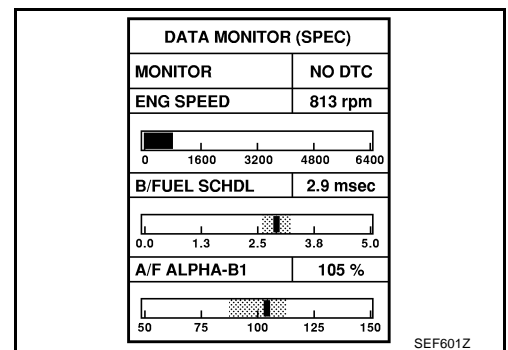 DATA MONITOR (SPEC)
MONITOR NO DTC
ENG SPEED 813 rpm
0 1600 3200 4800 6400
B/FUEL SCHDL 2.9 msec
0.0 1.3 2.5 3.8 5.0
A/F ALPHA-B1 105 %
50 75 100 125 150
SEF601Z